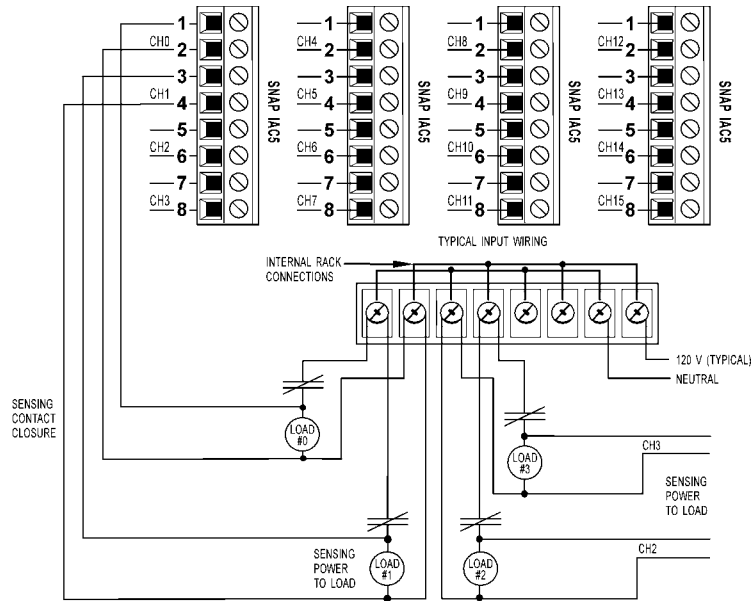 1
CH0
2
3
CH1
4
5
CH2
6
7
CH3
8
SNAP IAC5
1
CH4
2
3
CH5
4
5
CH6
6
7
CH7
8
SNAP IAC5
1
CH8
2
3
CH9
4
5
CH10
6
7
CH11
8
SNAP IAC5
1
CH12
2
3
CH13
4
5
CH14
6
7
CH15
8
SNAP IAC5
TYPICAL INPUT WIRING
INTERNAL RACK
CONNECTIONS
120 V (TYPICAL)
NEUTRAL
SENSING
CONTACT
CLOSURE
LOAD
#0
LOAD
#3
CH3
SENSING
POWER
TO LOAD
SENSING
POWER
TO LOAD
LOAD
#1
LOAD
#2
CH2